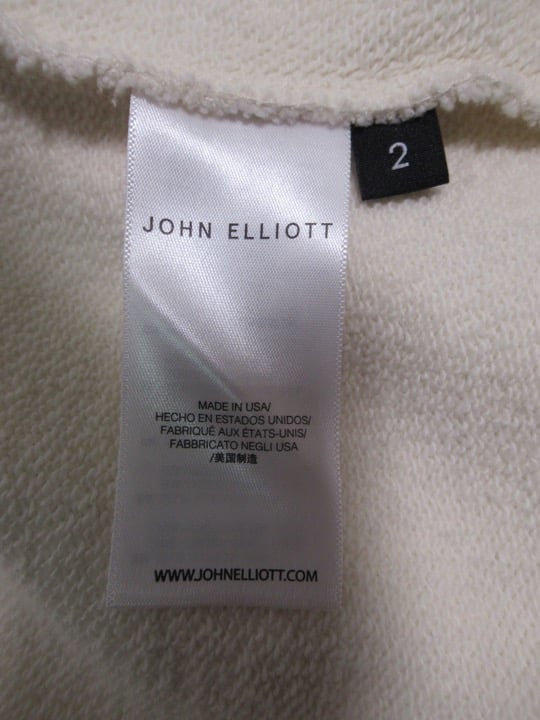 2
JOHN ELLIOTT
MADE IN USA/
HECHO EN ESTADOS UNIDOS/
FABRIQUÉ AUX ÉTATS-UNIS/
FABBRICATO NEGLI USA
/美国制造
WWW.JOHNELLIOTT.COM